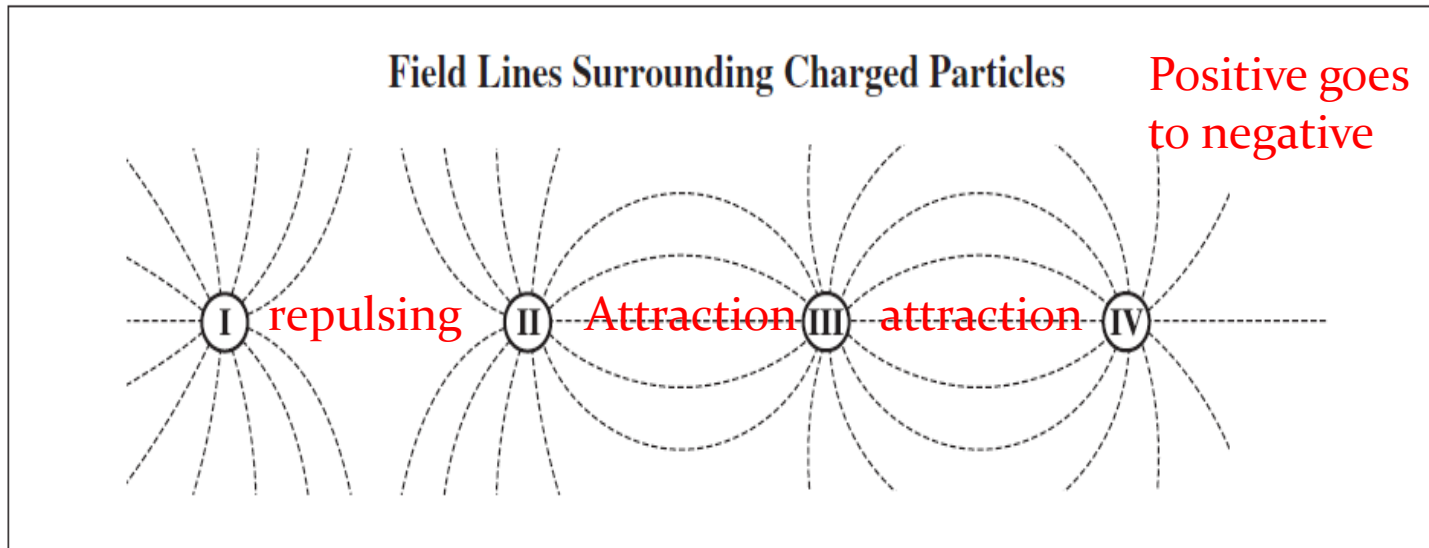 Field Lines Surrounding Charged Particles
Positive goes
to negative
I repulsing II Attraction III attraction IV